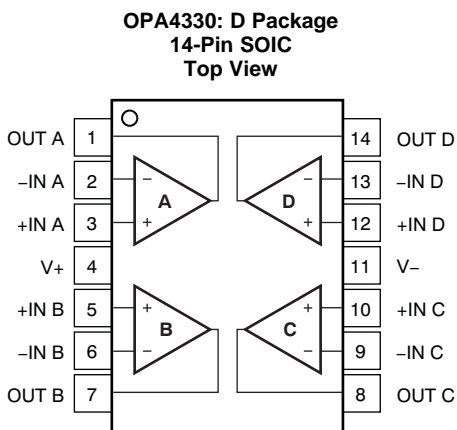 OPA4330: D Package
14-Pin SOIC
Top View
OUT A 1 14 OUT D
−IN A 2 − − 13 −IN D
A D
+IN A 3 + + 12 +IN D
V+ 4 11 V−
+IN B 5 + + 10 +IN C
B C
−IN B 6 − − 9 −IN C
OUT B 7 8 OUT C